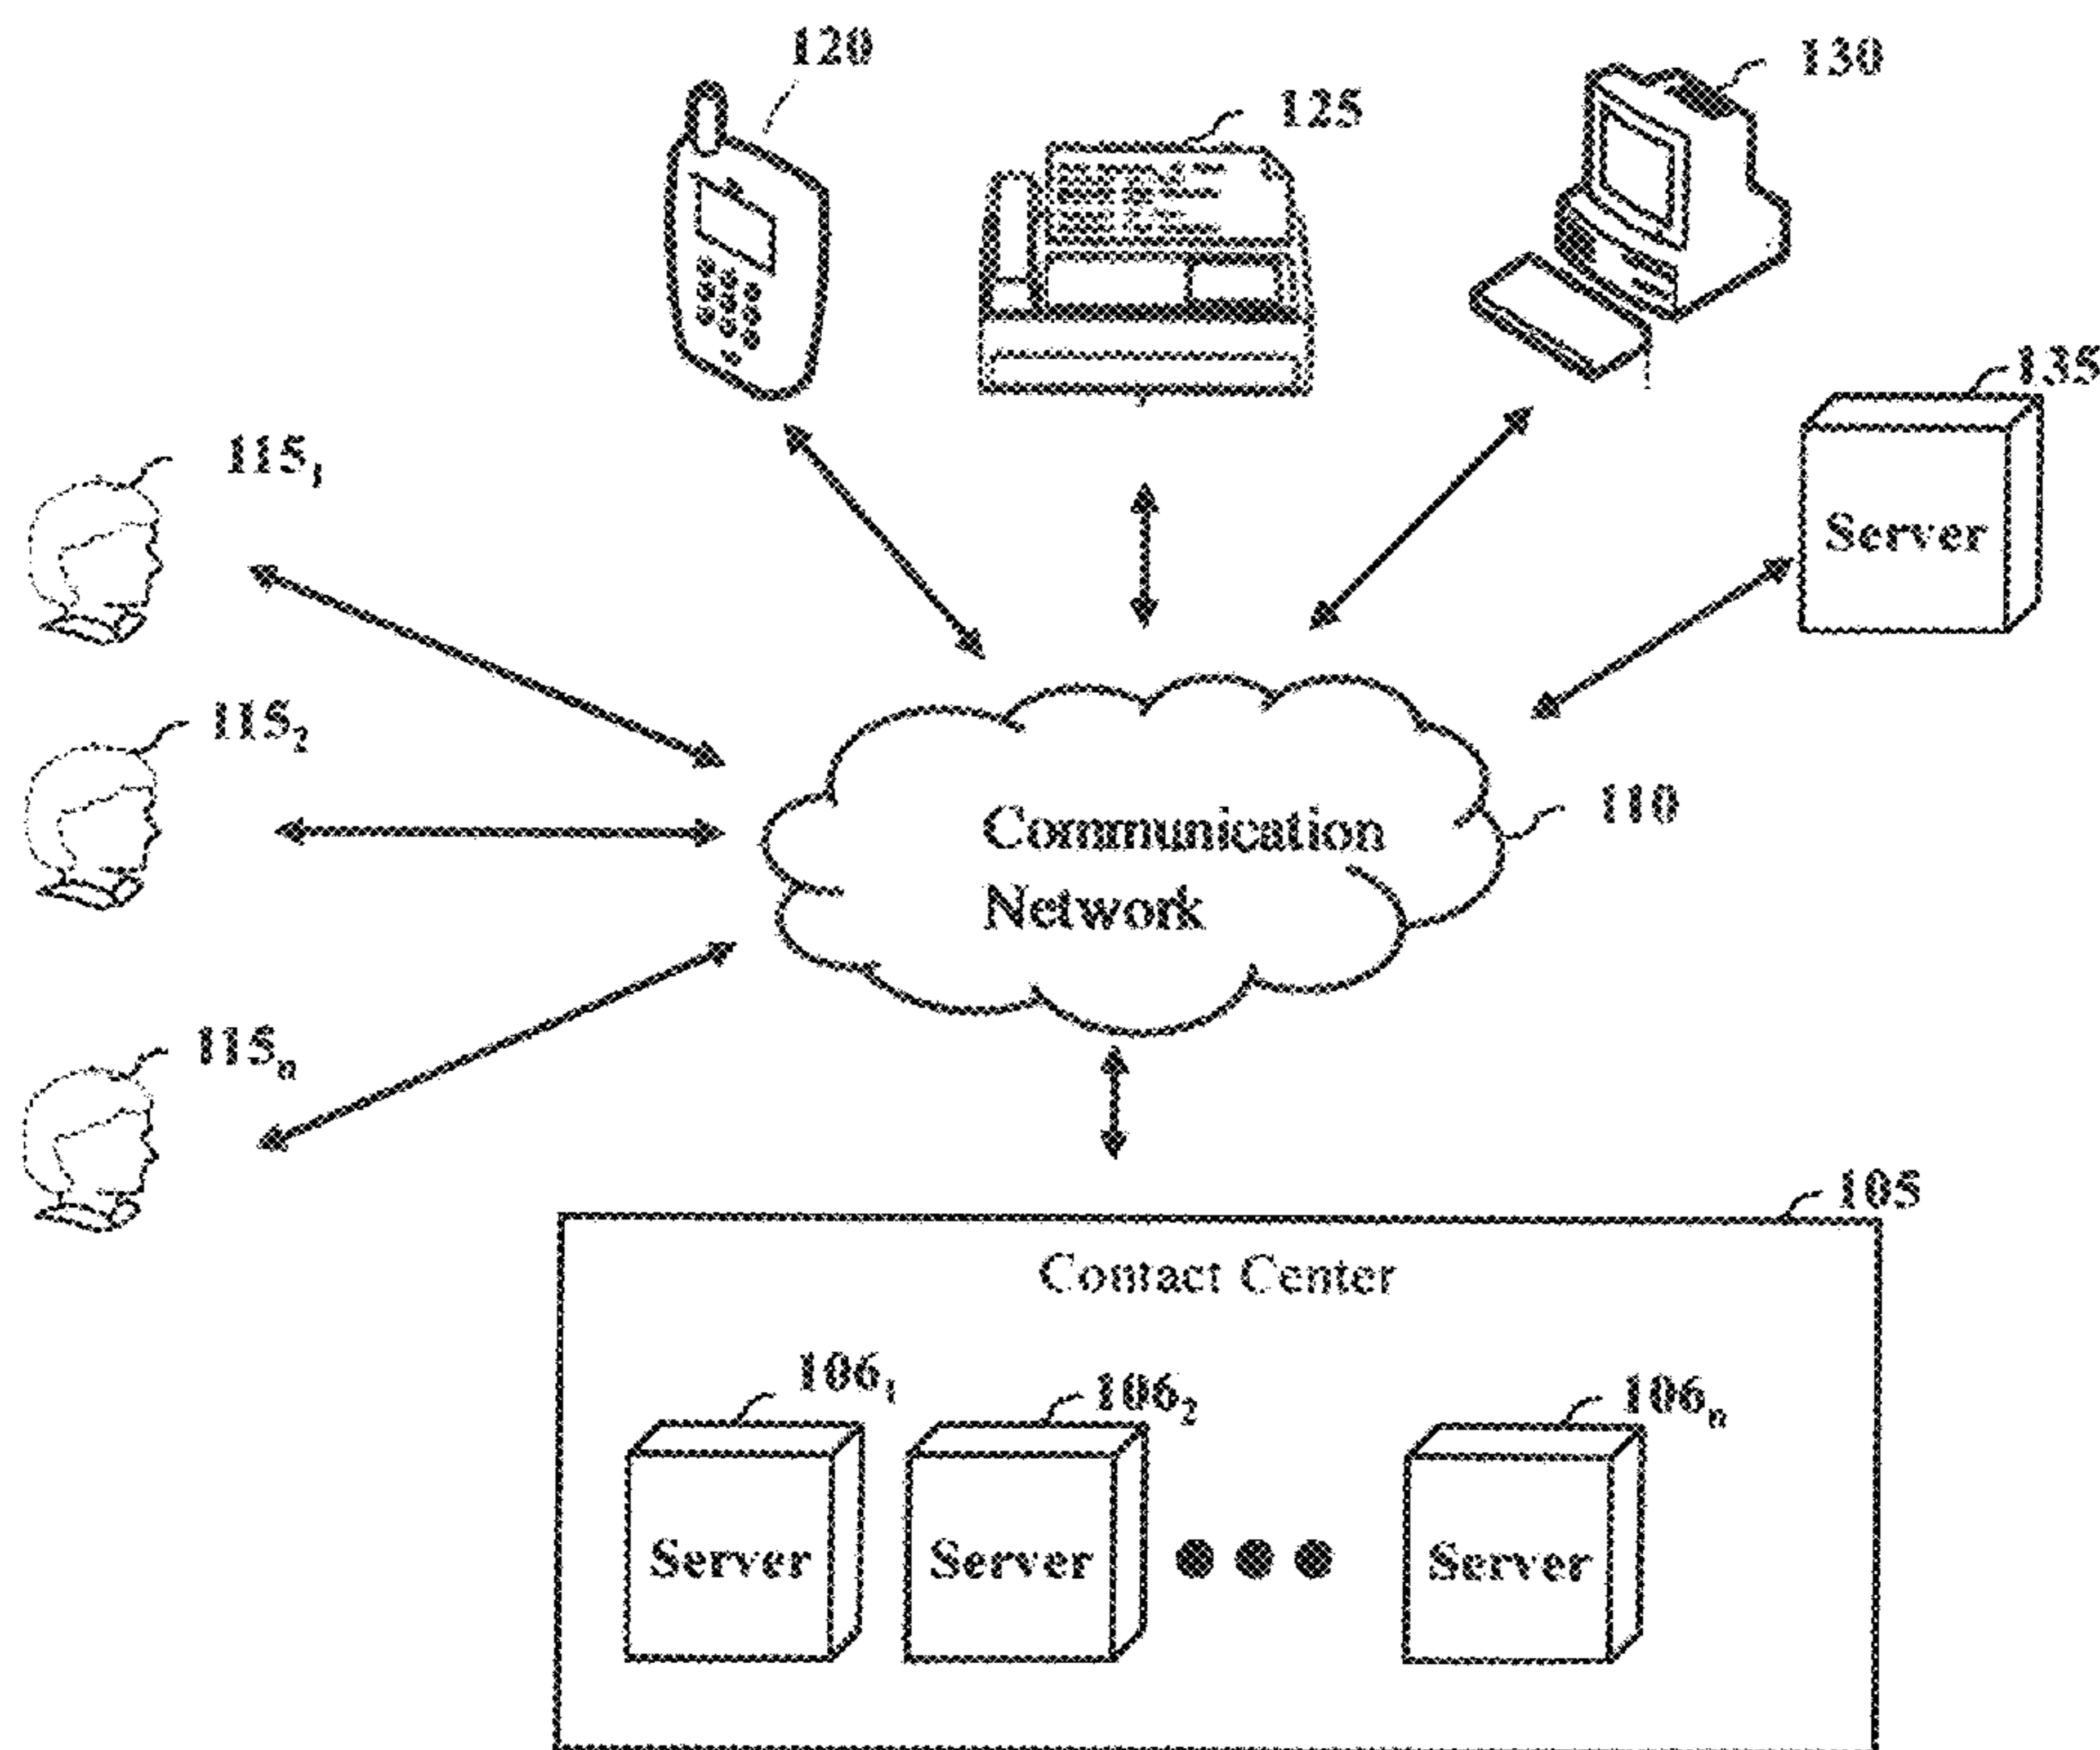 120
130
125
135
115₁
Server
115₂
110
Communication
Network
115ₙ
105
Contact Center
106₁
106₂
106ₙ
Server
Server
Server